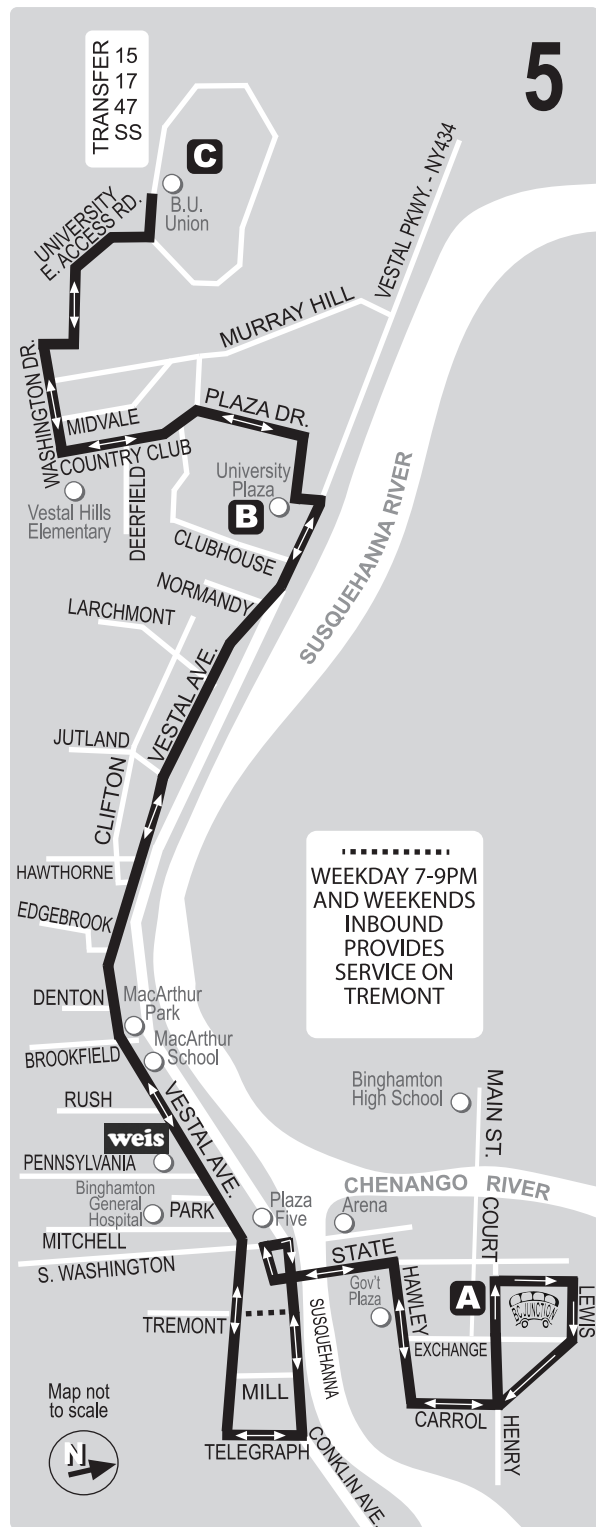 5
TRANSFER
15
17
47
SS
C
B.U.
Union
UNIVERSITY
E. ACCESS RD.
VESTAL PKWY. - NY434
MURRAY HILL
WASHINGTON DR.
MIDVALE
PLAZA DR.
COUNTRY CLUB
Vestal Hills
Elementary
DEERFIELD
University
Plaza
B
CLUBHOUSE
NORMANDY
SUSQUEHANNA RIVER
LARCHMONT
VESTAL AVE.
JUTLAND
CLIFTON
HAWTHORNE
EDGEBROOK
WEEKDAY 7-9PM
AND WEEKENDS
INBOUND
PROVIDES
SERVICE ON
TREMONT
DENTON
MacArthur
Park
BROOKFIELD
MacArthur
School
RUSH
VESTAL AVE.
weis
PENNSYLVANIA
Binghamton
General
Hospital
PARK
MITCHELL
S. WASHINGTON
Binghamton
High School
MAIN ST.
CHENANGO RIVER
Plaza
Five
Arena
STATE
COURT
Gov't
Plaza
HAWLEY
A
BC JUNCTION
LEWIS
EXCHANGE
TREMONT
SUSQUEHANNA
MILL
CARROL
HENRY
TELEGRAPH
CONKLIN AVE.
Map not
to scale
N